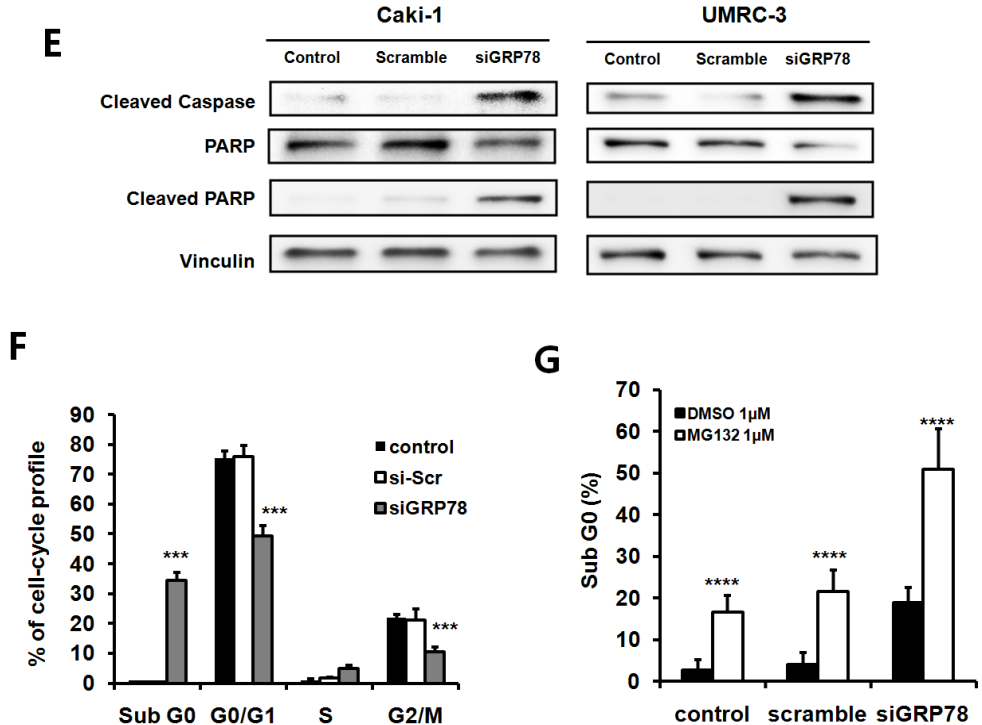 E
Caki-1 UMRC-3
Control Scramble siGRP78 Control Scramble siGRP78
Cleaved Caspase
PARP
Cleaved PARP
Vinculin
F
% of cell-cycle profile
90
80
70
60
50
40
30
20
10
0
control
si-Scr
siGRP78
***
***
***
Sub G0 G0/G1 S G2/M
G
Sub G0 (%)
70
60
50
40
30
20
10
0
DMSO 1µM
MG132 1µM
****
****
****
control scramble siGRP78